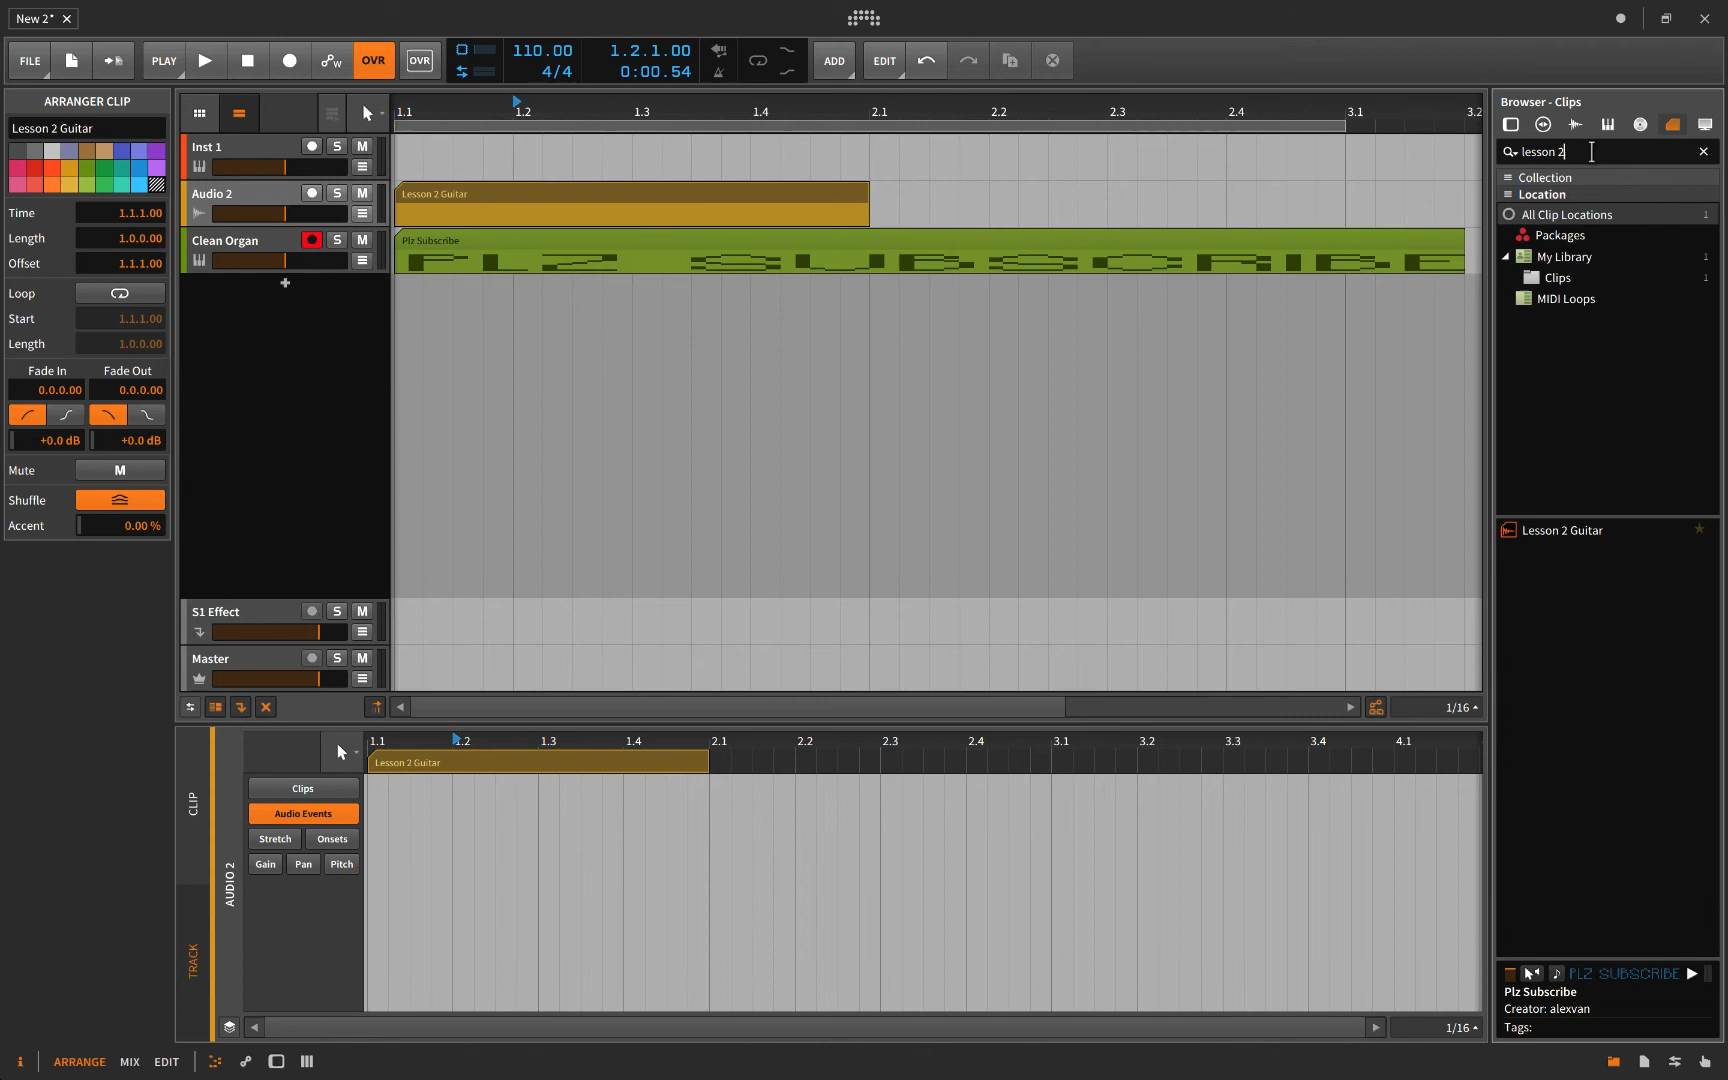 New 2*
FILE PLAY OVR OVR 110.00 1.2.1.00 ADD EDIT
4/4 0:00.54
ARRANGER CLIP
Lesson 2 Guitar
Time 1.1.1.00
Length 1.0.0.00
Offset 1.1.1.00
Loop
Start 1.1.1.00
Length 1.0.0.00
Fade In Fade Out
0.0.0.00 0.0.0.00
+0.0 dB +0.0 dB
Mute M
Shuffle
Accent 0.00 %
1.1 1.2 1.3 1.4 2.1 2.2 2.3 2.4 3.1 3.2
Inst 1 S M
Audio 2 S M
Lesson 2 Guitar
Clean Organ S M
Plz Subscribe
PLZ SUBSCRIBE
S1 Effect S M
Master S M
1/16
1.1 1.2 1.3 1.4 2.1 2.2 2.3 2.4 3.1 3.2 3.3 3.4 4.1
Lesson 2 Guitar
CLIP
TRACK
AUDIO 2
Clips
Audio Events
Stretch Onsets
Gain Pan Pitch
1/16
Browser - Clips
lesson 2
Collection
Location
All Clip Locations 1
Packages
My Library 1
Clips 1
MIDI Loops
Lesson 2 Guitar
PLZ SUBSCRIBE
Plz Subscribe
Creator: alexvan
Tags:
i ARRANGE MIX EDIT